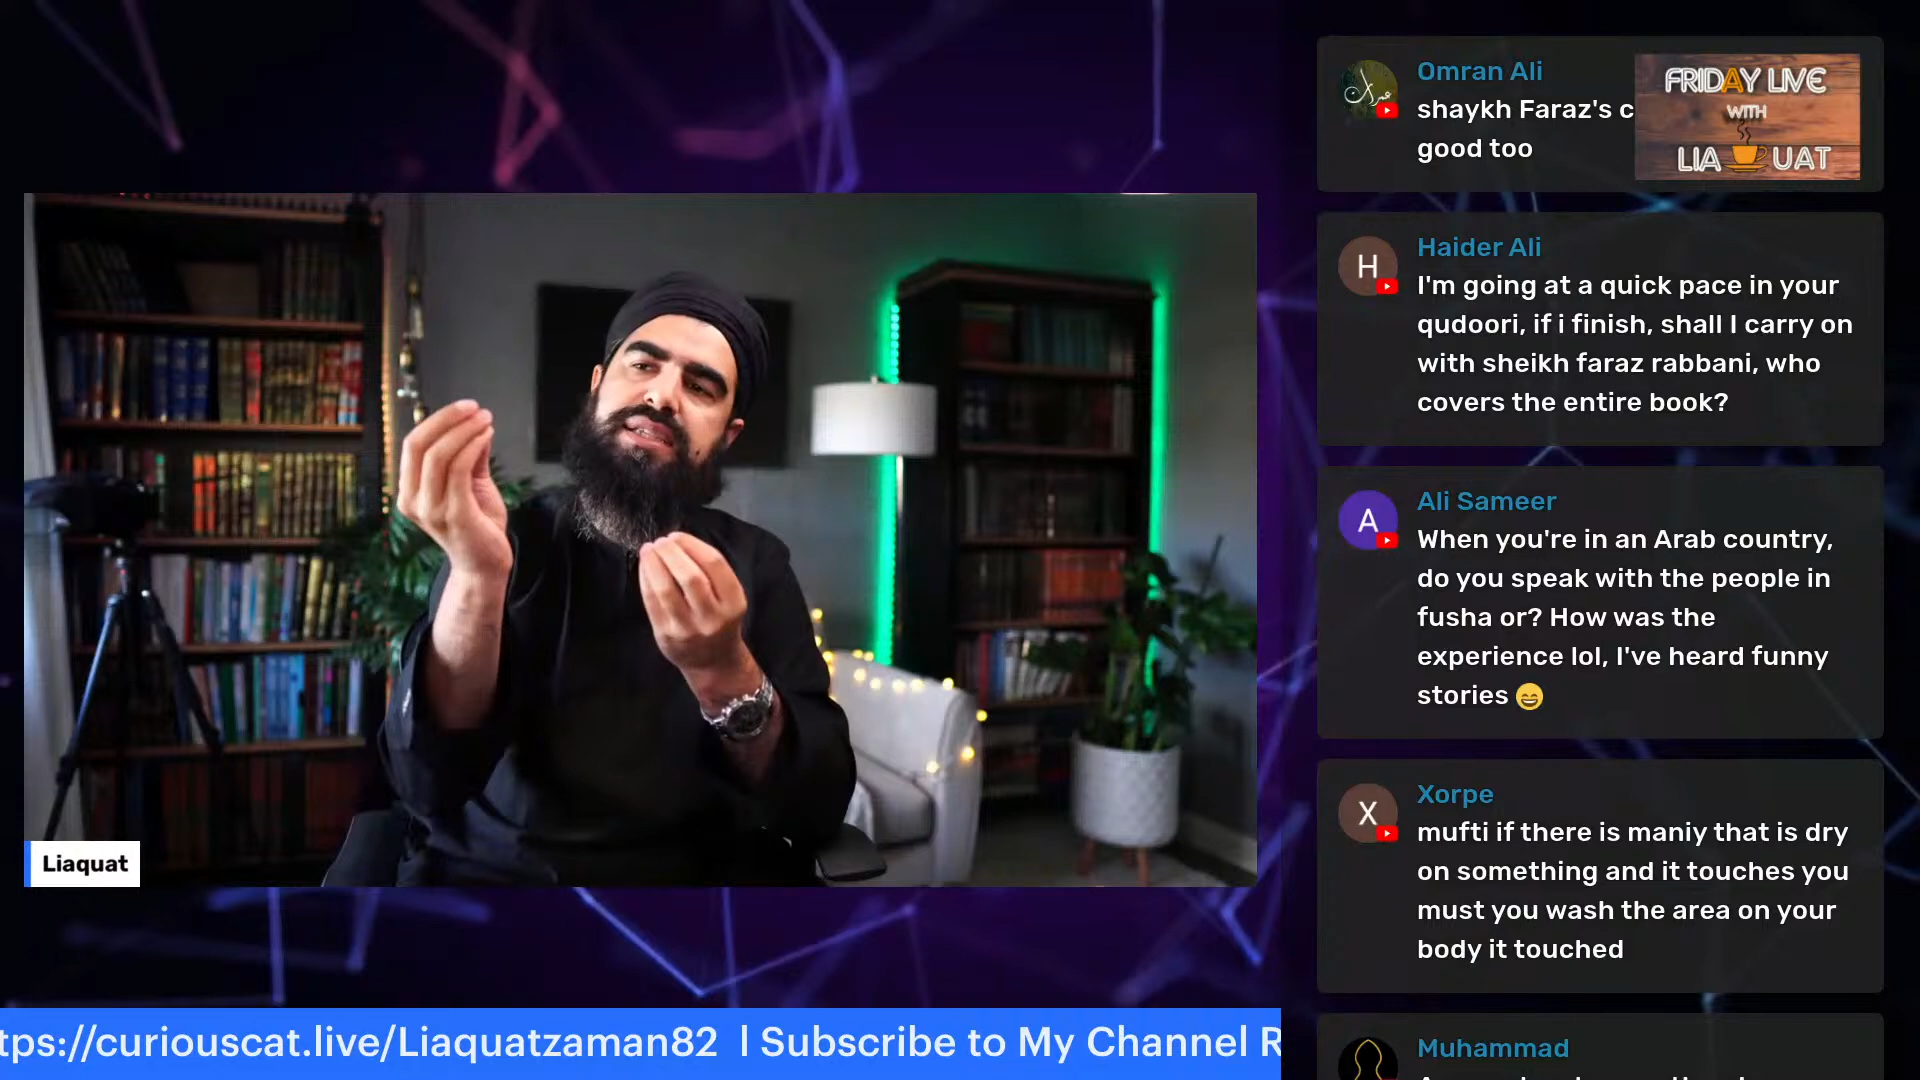 Omran Ali
shaykh Faraz's c
good too
FRIDAY LIVE
WITH
LIA UAT
Haider Ali
H
I'm going at a quick pace in your
qudoori, if i finish, shall I carry on
with sheikh faraz rabbani, who
covers the entire book?
Ali Sameer
A
When you're in an Arab country,
do you speak with the people in
fusha or? How was the
experience lol, I've heard funny
stories 😄
Xorpe
X
mufti if there is maniy that is dry
on something and it touches you
must you wash the area on your
body it touched
Muhammad
Liaquat
tps://curiouscat.live/Liaquatzaman82 | Subscribe to My Channel R